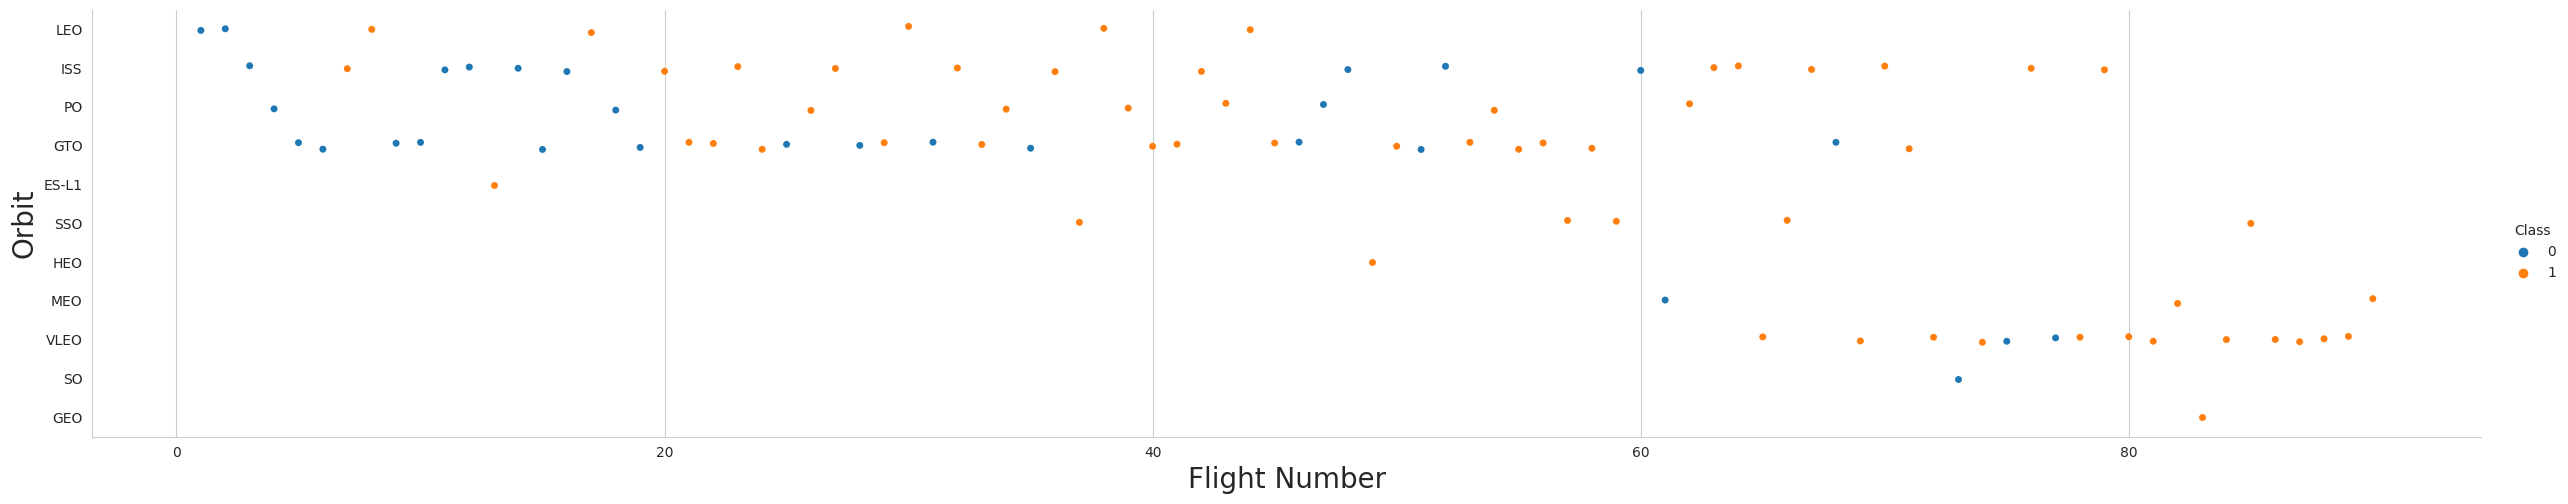 Orbit
LEO
ISS
PO
GTO
ES-L1
SSO
HEO
MEO
VLEO
SO
GEO
0 20 40 60 80
Flight Number
Class
0
1